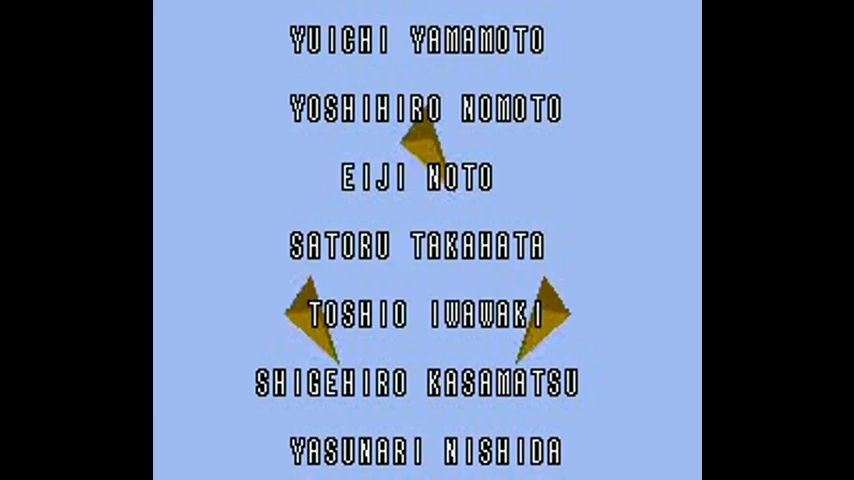 YUICHI YAMAMOTO
YOSHIHIRO NOMOTO
EIJI NOTO
SATORU TAKAHATA
TOSHIO IWAWAKI
SHIGEHIRO KASAMATSU
YASUNARI NISHIDA